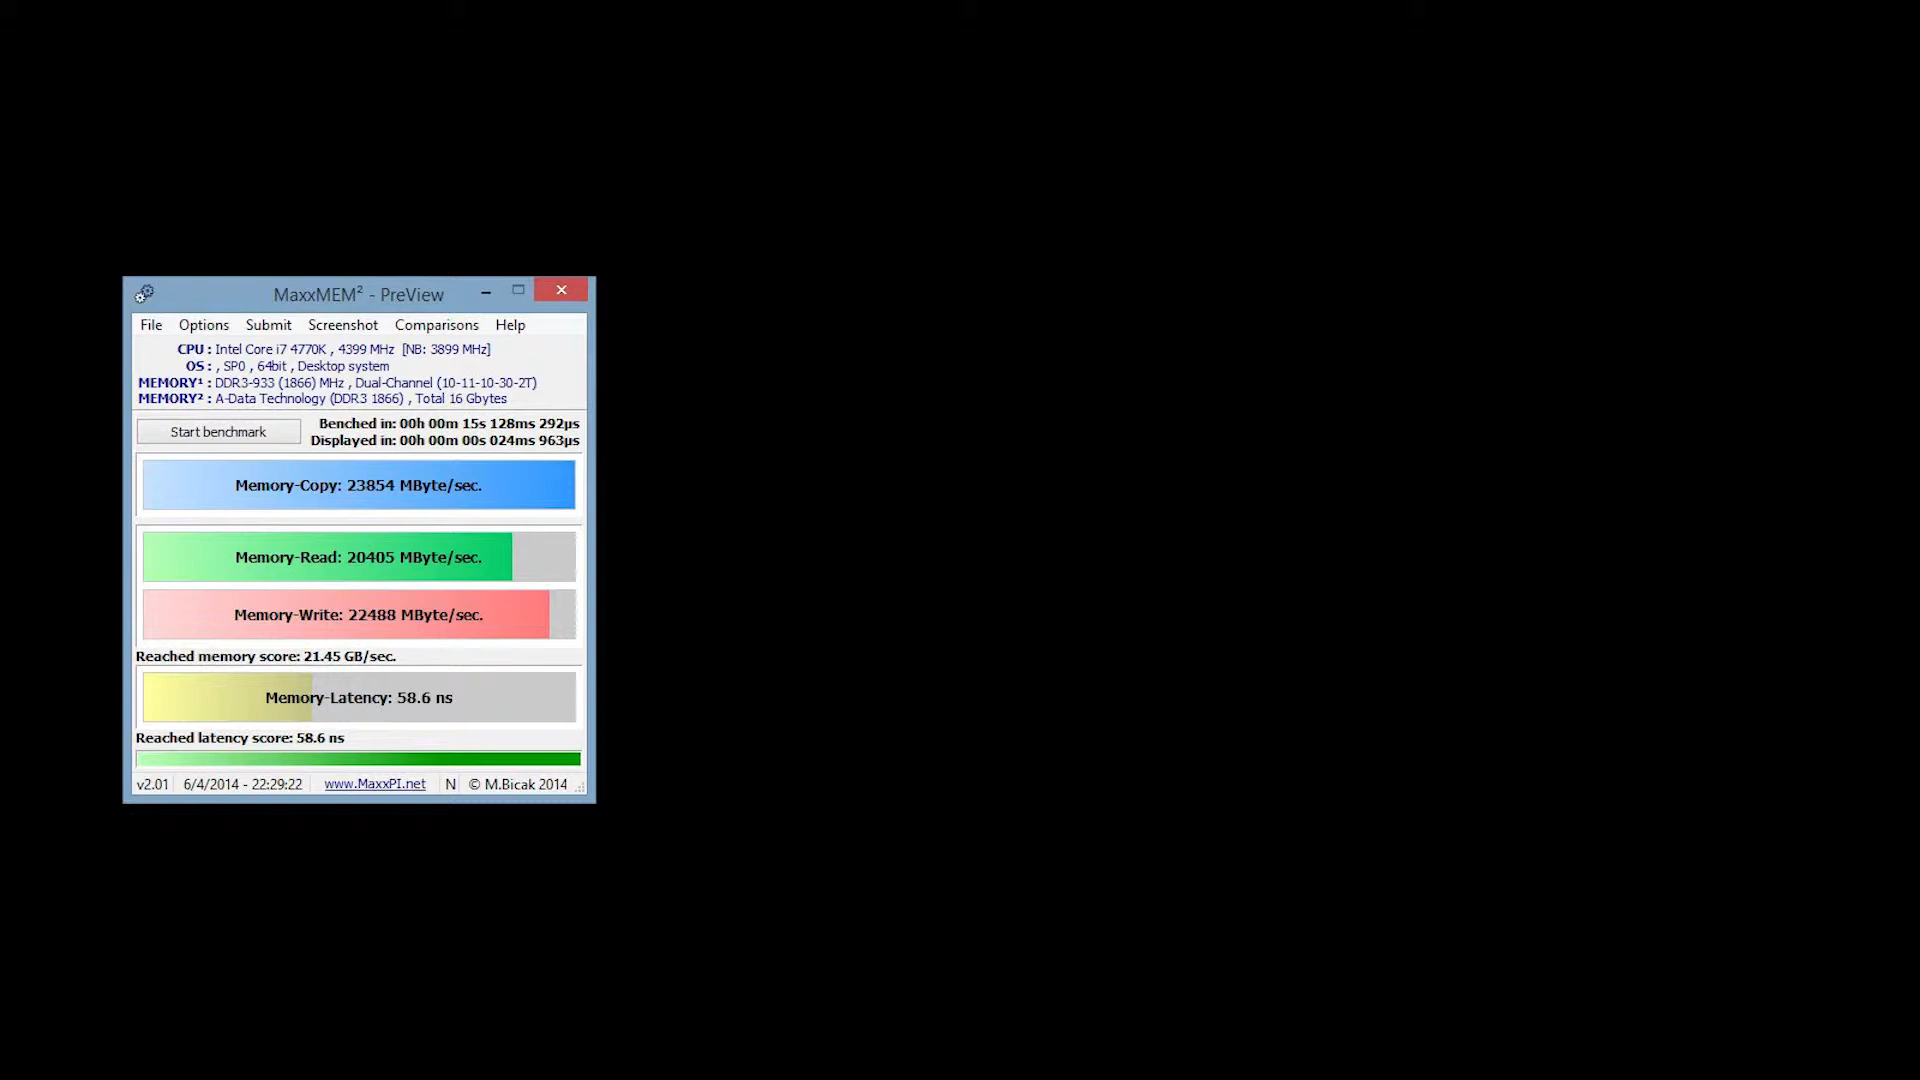 MaxxMEM² - PreView
File Options Submit Screenshot Comparisons Help
CPU : Intel Core i7 4770K , 4399 MHz [NB: 3899 MHz]
OS : , SP0 , 64bit , Desktop system
MEMORY¹ : DDR3-933 (1866) MHz , Dual-Channel (10-11-10-30-2T)
MEMORY² : A-Data Technology (DDR3 1866) , Total 16 Gbytes
Start benchmark
Benched in: 00h 00m 15s 128ms 292µs
Displayed in: 00h 00m 00s 024ms 963µs
Memory-Copy: 23854 MByte/sec.
Memory-Read: 20405 MByte/sec.
Memory-Write: 22488 MByte/sec.
Reached memory score: 21.45 GB/sec.
Memory-Latency: 58.6 ns
Reached latency score: 58.6 ns
v2.01 6/4/2014 - 22:29:22 www.MaxxPI.net N © M.Bicak 2014